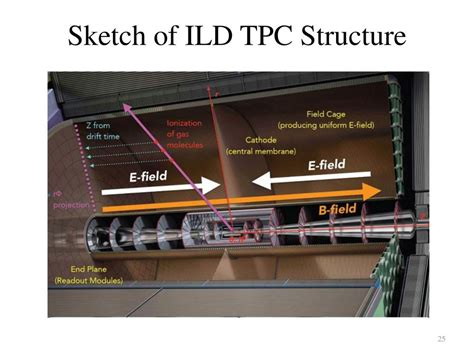 Sketch of ILD TPC Structure
Z from
drift time
Ionization
of gas
molecules
Field Cage
(producing uniform E-field)
Cathode
(central membrane)
E-field
E-field
rΦ
projection
B-field
End Plane
(Readout Modules)
25